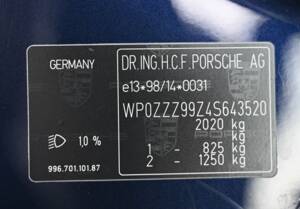 GERMANY
DR.ING.H.C.F.PORSCHE AG
e13*98/14*0031
WP0ZZZ99Z4S643520
2020 kg
kg
1 - 825 kg
2 - 1250 kg
1,0 %
996.701.101.87